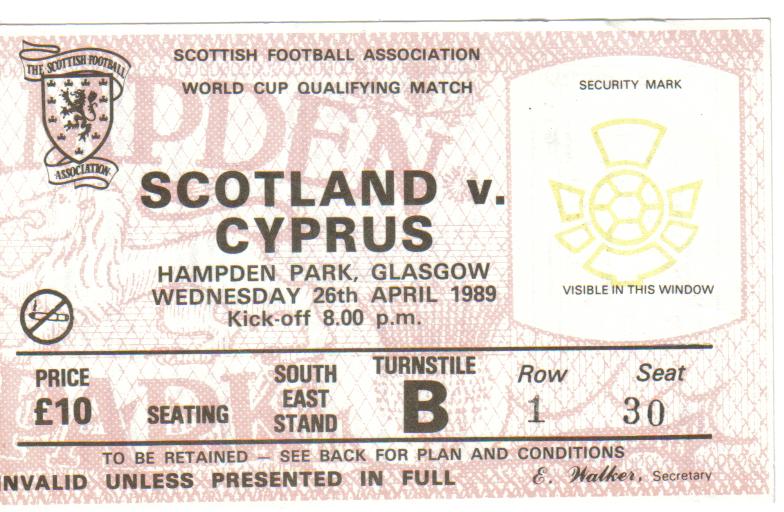 THE SCOTTISH FOOTBALL
ASSOCIATION
SCOTTISH FOOTBALL ASSOCIATION
WORLD CUP QUALIFYING MATCH
SECURITY MARK
HAMPDEN
SCOTLAND v.
CYPRUS
HAMPDEN PARK, GLASGOW
WEDNESDAY 26th APRIL 1989
Kick-off 8.00 p.m.
VISIBLE IN THIS WINDOW
PARK
PRICE
£10
SEATING
SOUTH
EAST
STAND
TURNSTILE
B
Row
1
Seat
30
TO BE RETAINED — SEE BACK FOR PLAN AND CONDITIONS
INVALID UNLESS PRESENTED IN FULL
E. Walker, Secretary